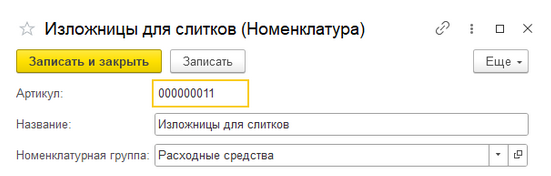 Изложницы для слитков (Номенклатура)
Записать и закрыть Записать Еще
Артикул: 000000011
Название: Изложницы для слитков
Номенклатурная группа: Расходные средства